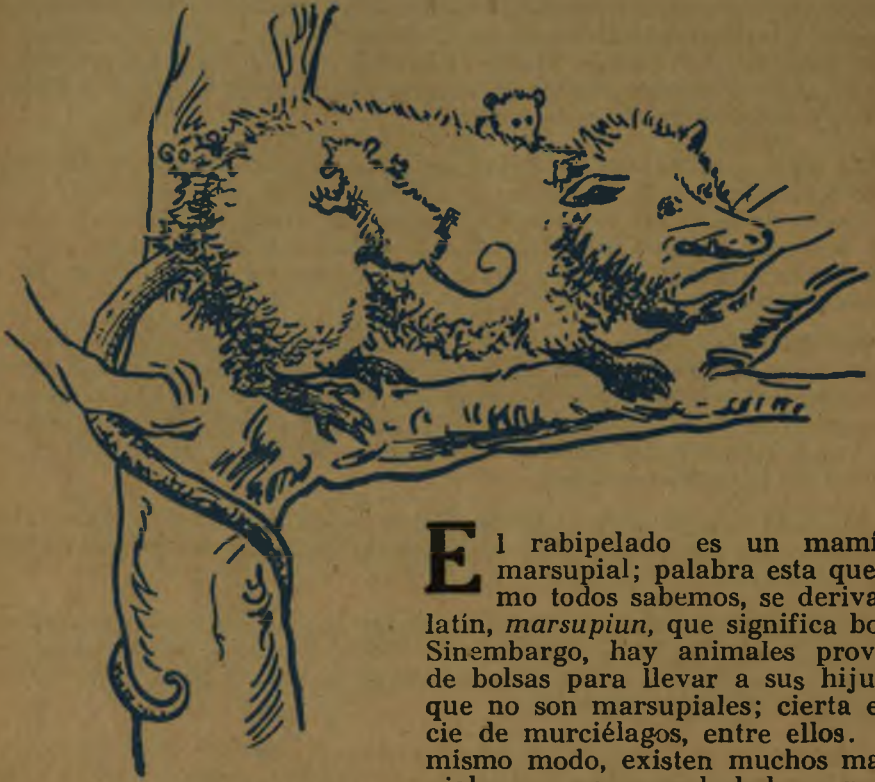 El rabipelado es un mamí
marsupial; palabra esta que
mo todos sabemos, se deriva
latín, marsupiun, que significa bo
Sinembargo, hay animales prov
de bolsas para llevar a sus hiju
que no son marsupiales; cierta e
cie de murciélagos, entre ellos.
mismo modo, existen muchos ma